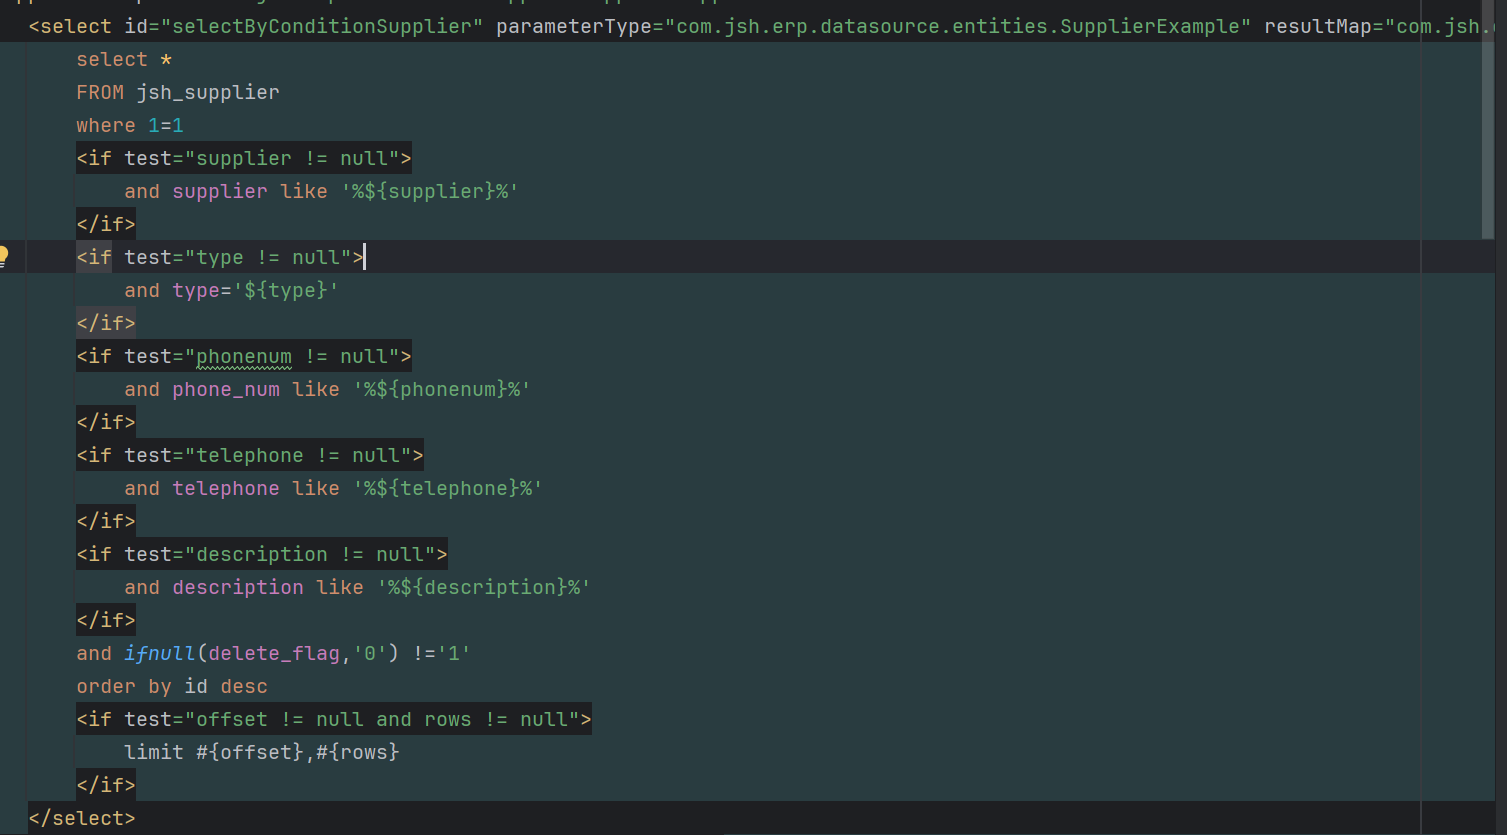 <select id="selectByConditionSupplier" parameterType="com.jsh.erp.datasource.entities.SupplierExample" resultMap="com.jsh.
select *
FROM jsh_supplier
where 1=1
<if test="supplier != null">
and supplier like '%${supplier}%'
</if>
<if test="type != null">
and type='${type}'
</if>
<if test="phonenum != null">
and phone_num like '%${phonenum}%'
</if>
<if test="telephone != null">
and telephone like '%${telephone}%'
</if>
<if test="description != null">
and description like '%${description}%'
</if>
and ifnull(delete_flag,'0') !='1'
order by id desc
<if test="offset != null and rows != null">
limit #{offset},#{rows}
</if>
</select>